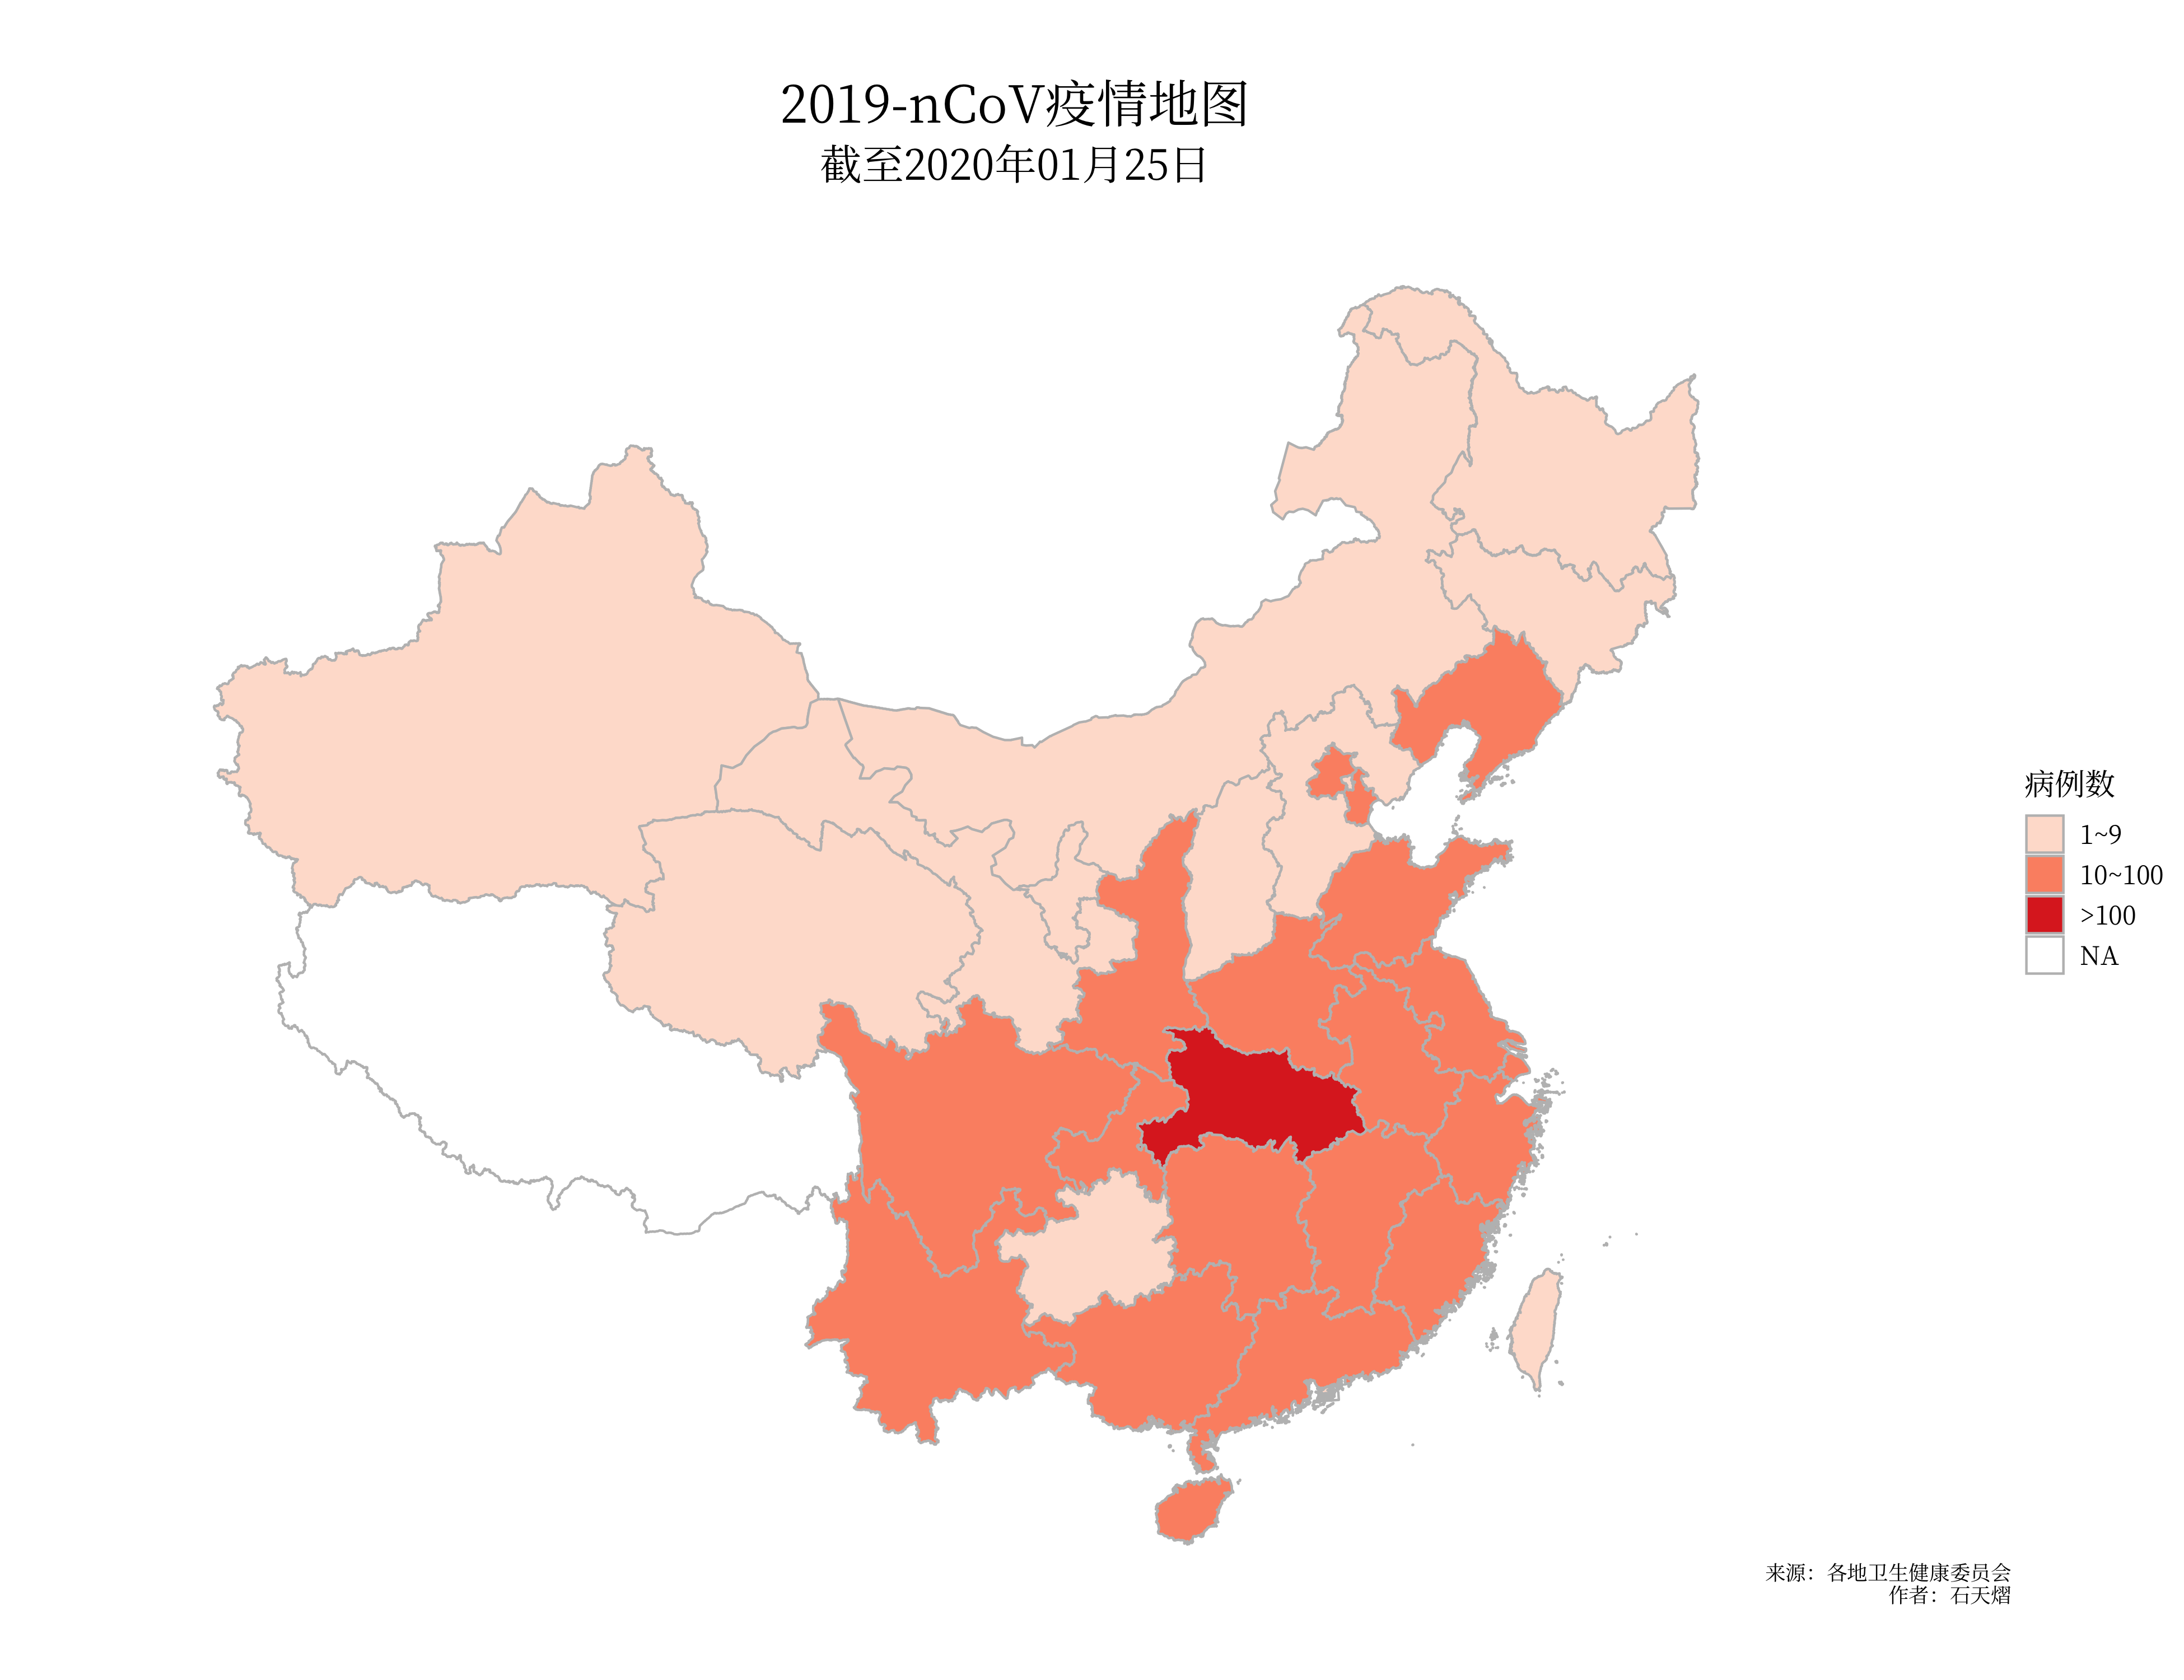 2019-nCoV疫情地图
截至2020年01月25日
病例数
1~9
10~100
>100
NA
来源：各地卫生健康委员会
作者：石天熠